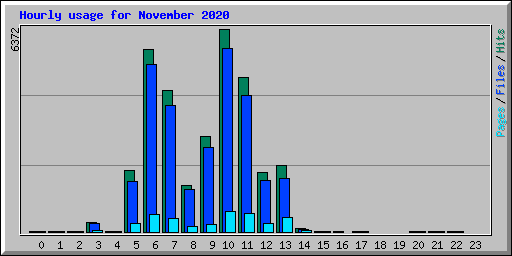 Hourly usage for November 2020
6372
Pages/Files/Hits
0 1 2 3 4 5 6 7 8 9 10 11 12 13 14 15 16 17 18 19 20 21 22 23